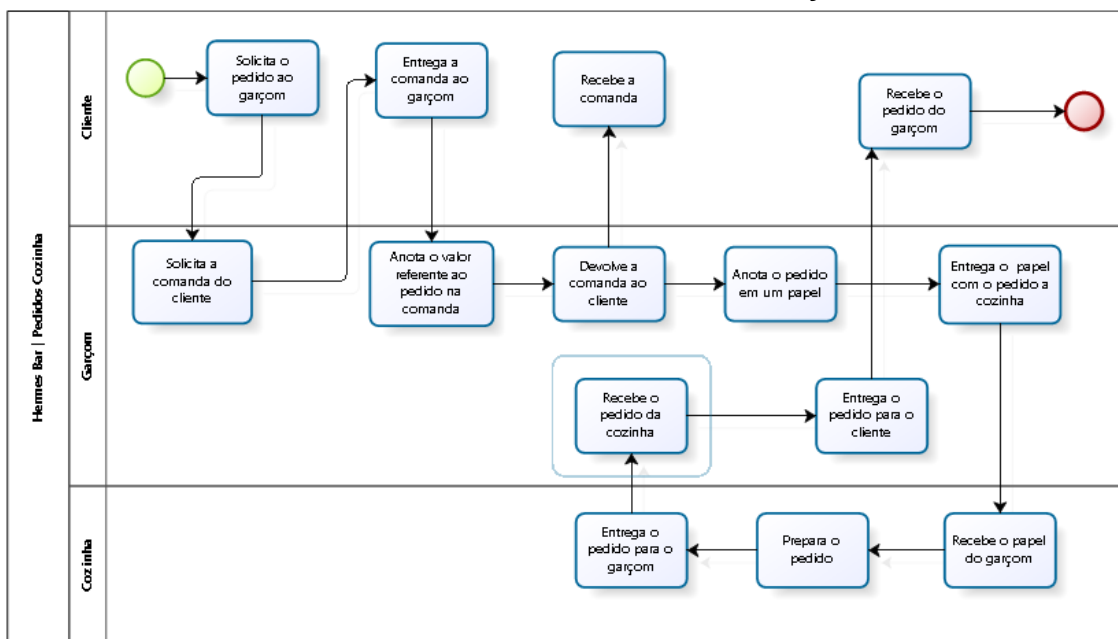 Hermes Bar | Pedidos Cozinha
Cliente
Solicita o
pedido ao
garçom
Entrega a
comanda ao
garçom
Recebe a
comanda
Recebe o
pedido do
garçom
Garçom
Solicita a
comanda do
cliente
Anota o valor
referente ao
pedido na
comanda
Devolve a
comanda ao
cliente
Anota o pedido
em um papel
Entrega o papel
com o pedido a
cozinha
Recebe o
pedido da
cozinha
Entrega o
pedido para o
cliente
Cozinha
Entrega o
pedido para o
garçom
Prepara o
pedido
Recebe o papel
do garçom